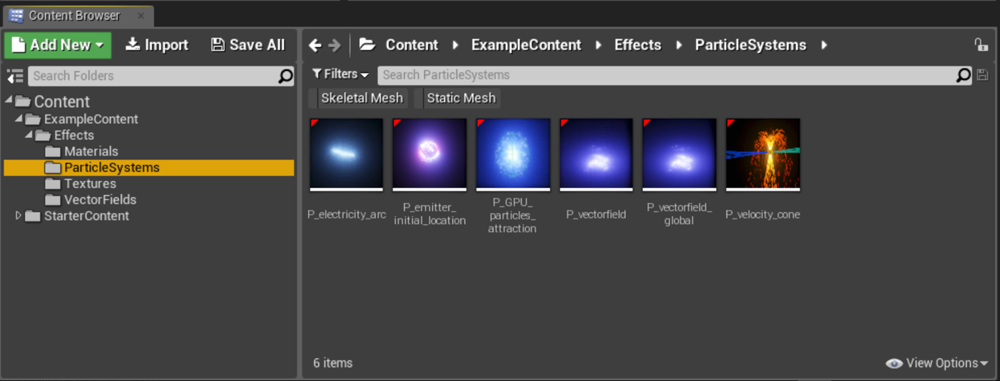 Content Browser
Add New
Import
Save All
Search Folders
Content
ExampleContent
Effects
Materials
ParticleSystems
Textures
VectorFields
StarterContent
Content ExampleContent Effects ParticleSystems
Filters
Search ParticleSystems
Skeletal Mesh
Static Mesh
P_electricity_arc
P_emitter_
initial_location
P_GPU_
particles_
attraction
P_vectorfield
P_vectorfield_
global
P_velocity_cone
6 items
View Options